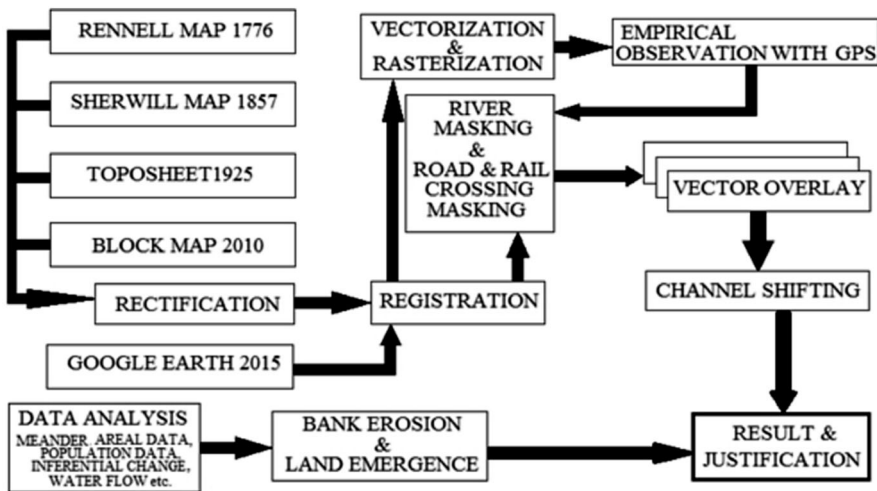 RENNELL MAP 1776
SHERWILL MAP 1857
TOPOSHEET1925
BLOCK MAP 2010
RECTIFICATION
GOOGLE EARTH 2015
REGISTRATION
VECTORIZATION
&
RASTERIZATION
EMPIRICAL
OBSERVATION WITH GPS
RIVER
MASKING
&
ROAD & RAIL
CROSSING
MASKING
VECTOR OVERLAY
CHANNEL SHIFTING
DATA ANALYSIS
MEANDER. AREAL DATA,
POPULATION DATA,
INFERENTIAL CHANGE,
WATER FLOW etc.
BANK EROSION
&
LAND EMERGENCE
RESULT &
JUSTIFICATION